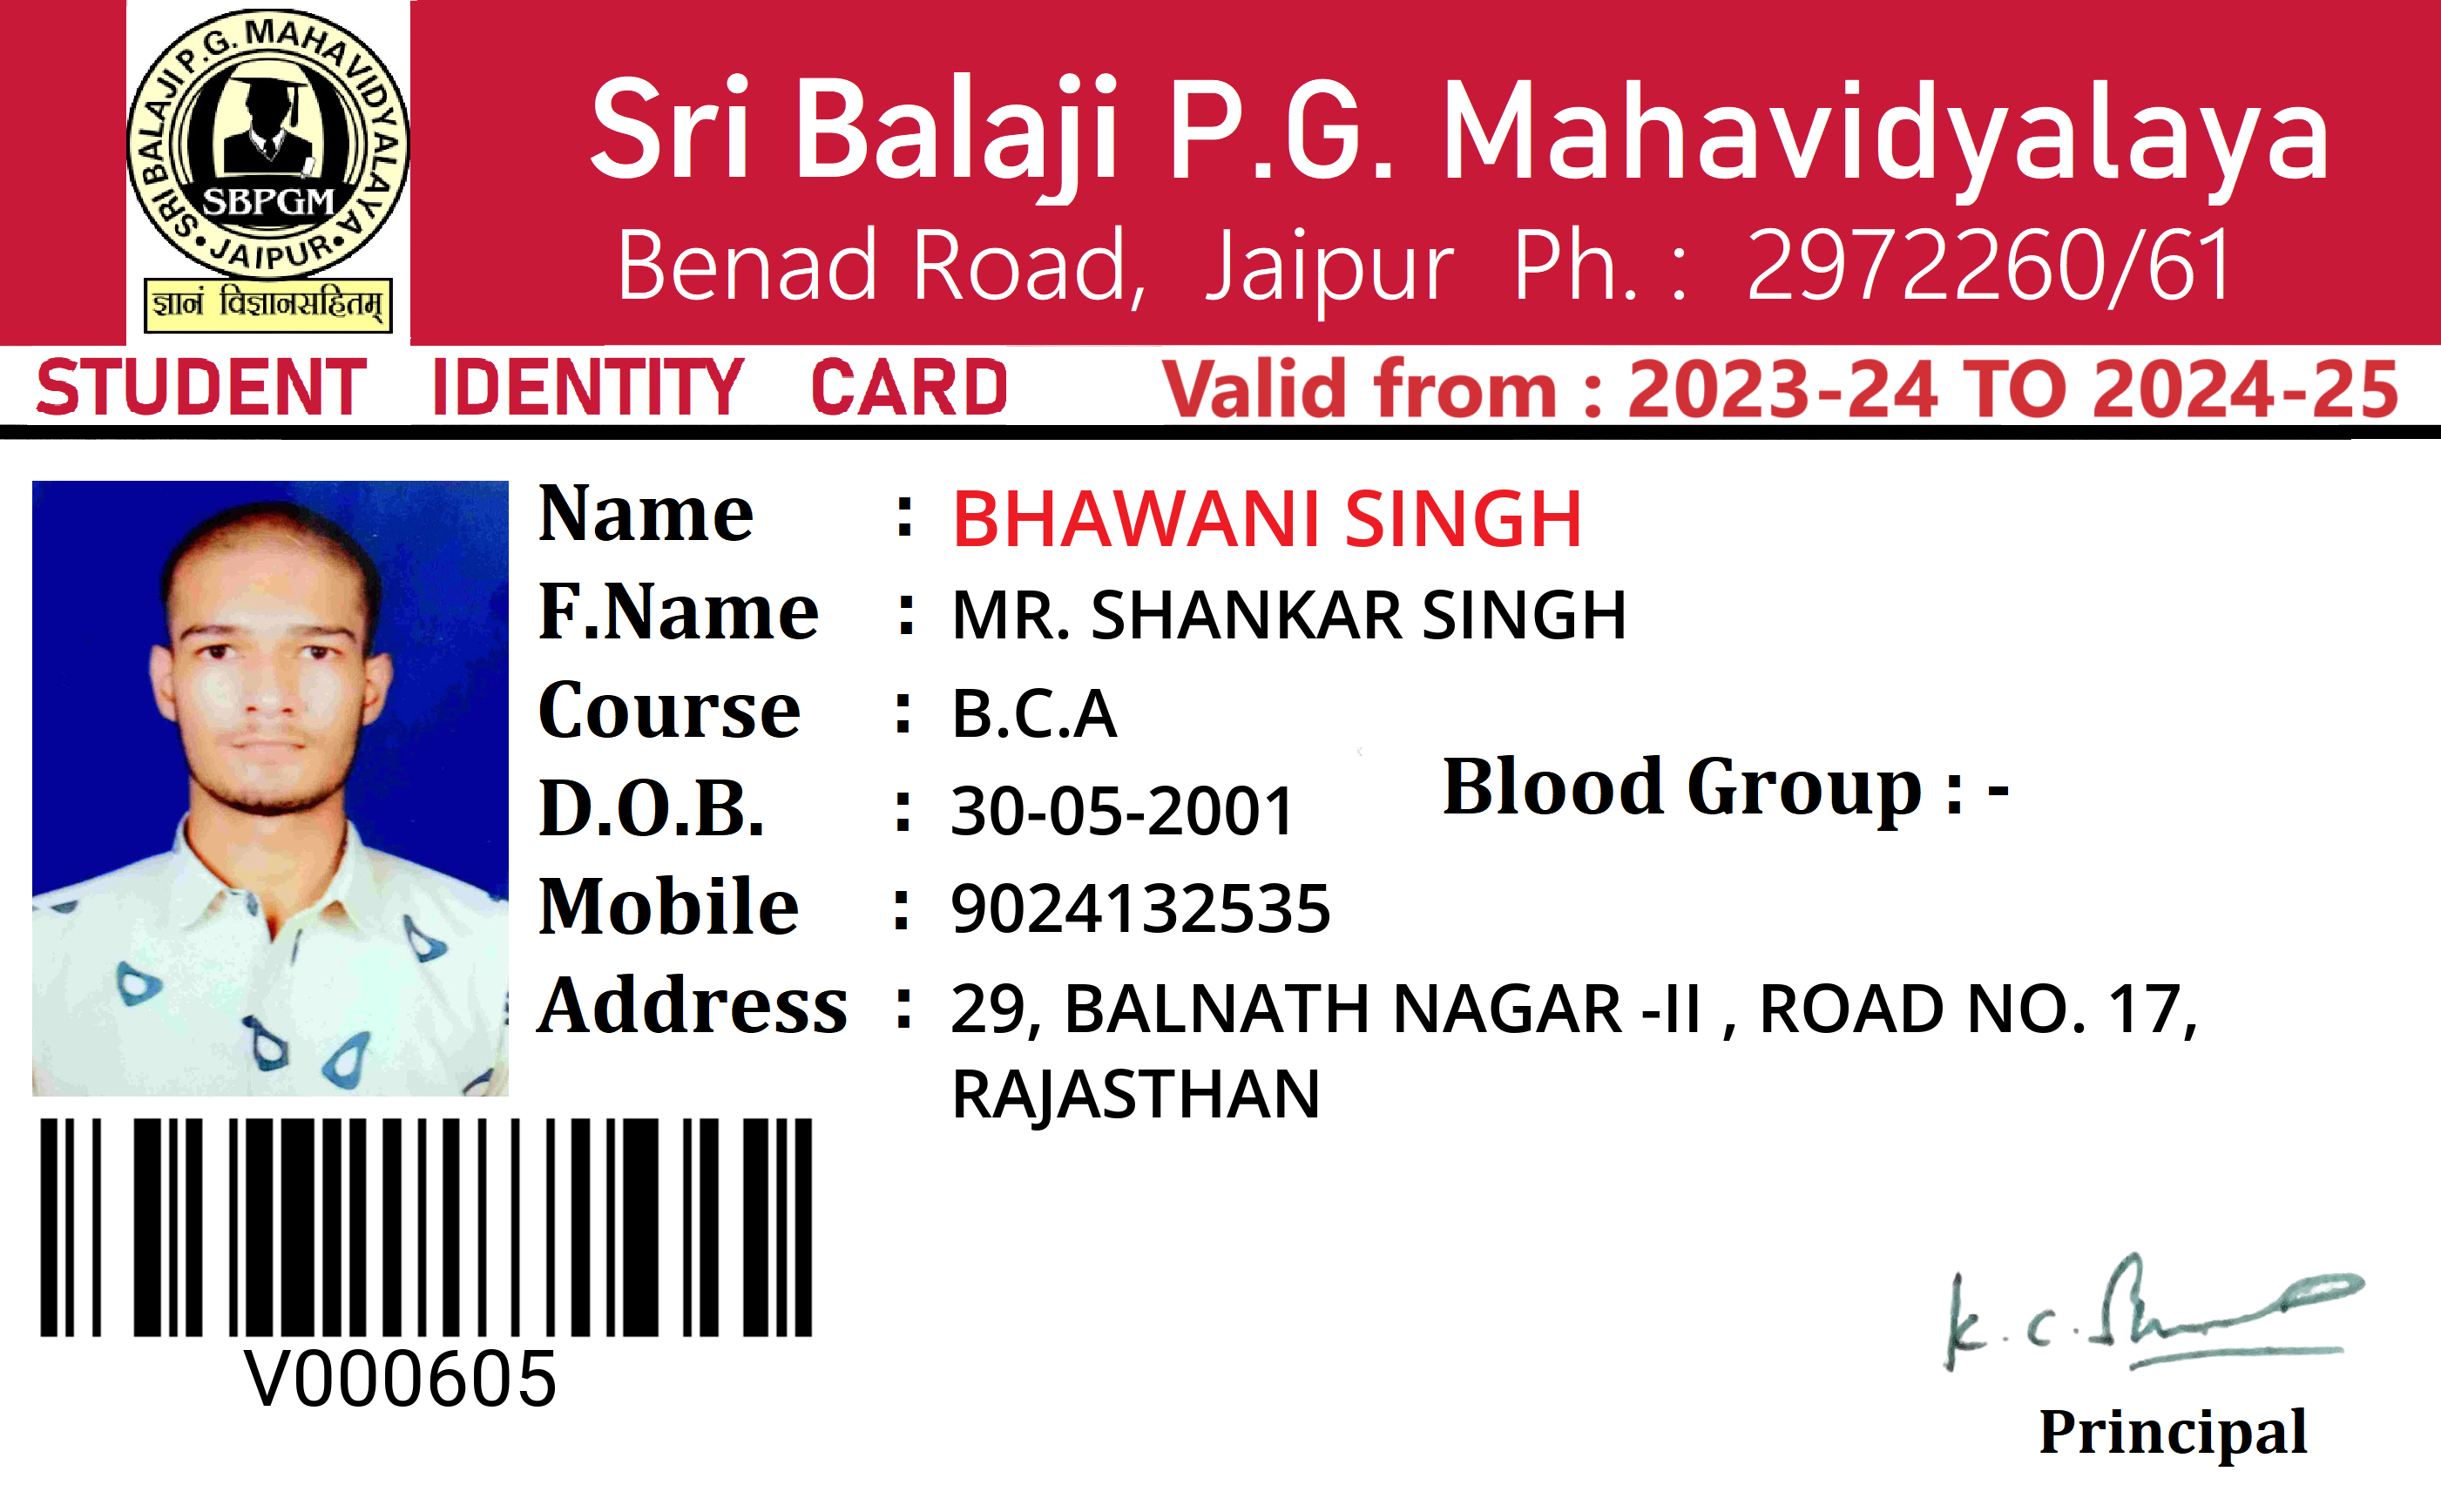 SRI BALAJI P.G. MAHAVIDYALAYA
SBPGM
• JAIPUR •
ज्ञानं विज्ञानसहितम्
Sri Balaji P.G. Mahavidyalaya
Benad Road, Jaipur Ph. : 2972260/61
STUDENT IDENTITY CARD Valid from : 2023-24 TO 2024-25
Name : BHAWANI SINGH
F.Name : MR. SHANKAR SINGH
Course : B.C.A
D.O.B. : 30-05-2001 Blood Group : -
Mobile : 9024132535
Address : 29, BALNATH NAGAR -II , ROAD NO. 17,
RAJASTHAN
V000605
Principal